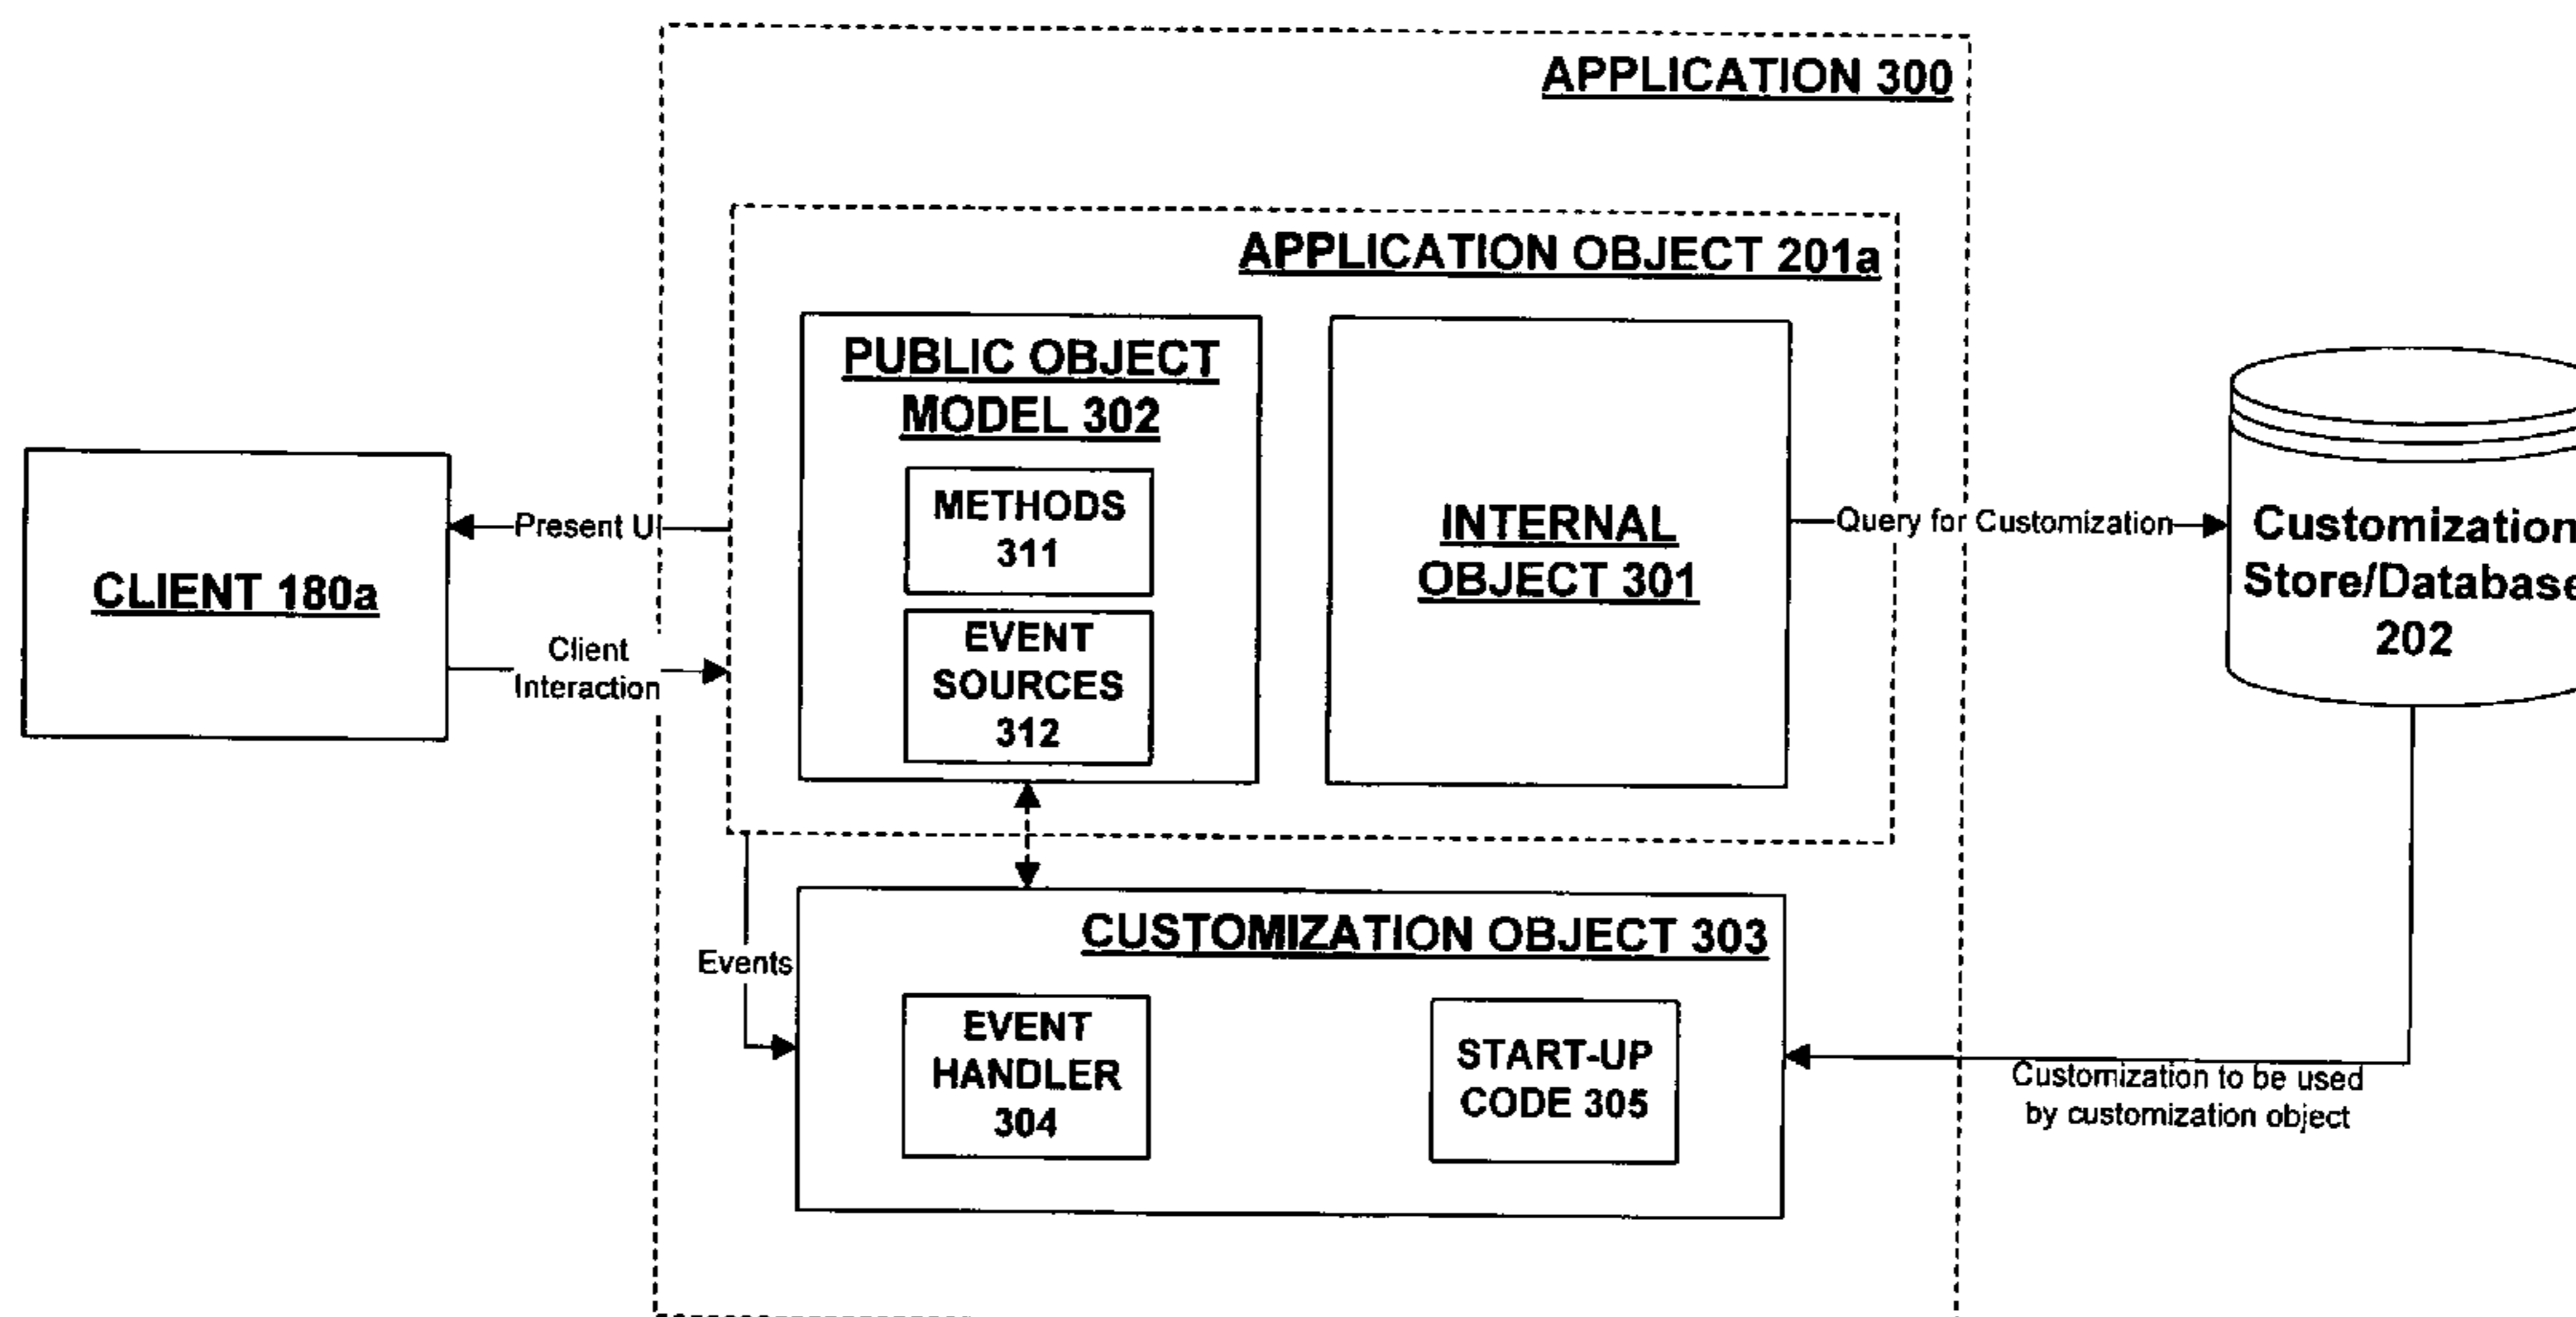 APPLICATION 300
APPLICATION OBJECT 201a
PUBLIC OBJECT
MODEL 302
METHODS
311
EVENT
SOURCES
312
INTERNAL
OBJECT 301
CLIENT 180a
Present UI
Client
Interaction
Query for Customization
Customization
Store/Database
202
Events
CUSTOMIZATION OBJECT 303
EVENT
HANDLER
304
START-UP
CODE 305
Customization to be used
by customization object